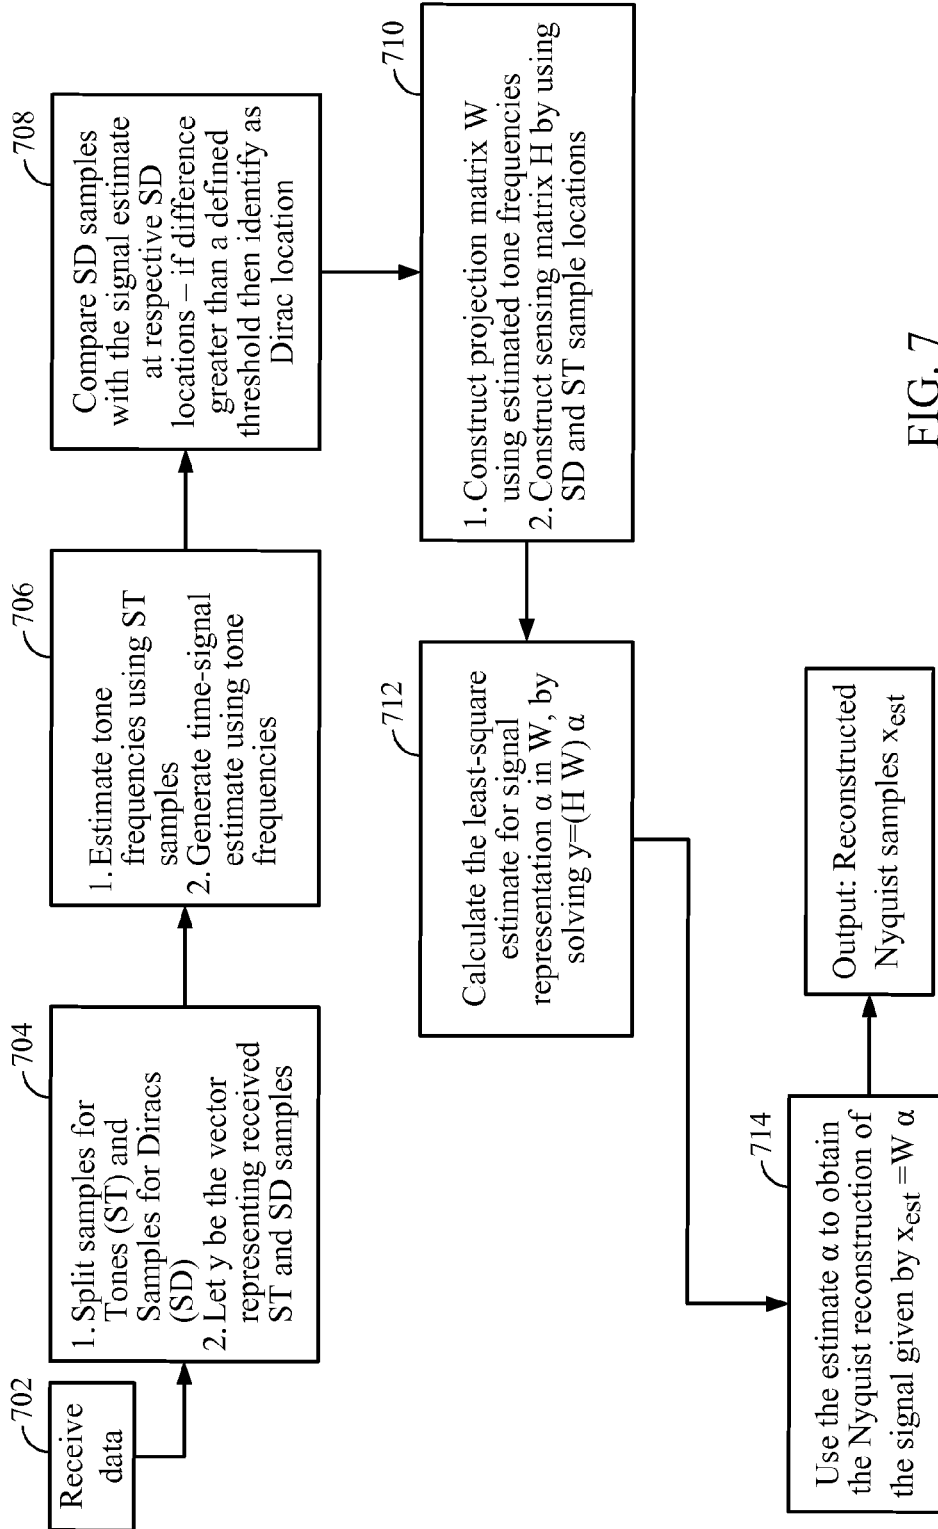 702
Receive
data
704
1. Split samples for
Tones (ST) and
Samples for Diracs
(SD)
2. Let y be the vector
representing received
ST and SD samples
706
1. Estimate tone
frequencies using ST
samples
2. Generate time-signal
estimate using tone
frequencies
708
Compare SD samples
with the signal estimate
at respective SD
locations – if difference
greater than a defined
threshold then identify as
Dirac location
710
1. Construct projection matrix W
using estimated tone frequencies
2. Construct sensing matrix H by using
SD and ST sample locations
712
Calculate the least-square
estimate for signal
representation α in W, by
solving y=(H W) α
714
Use the estimate α to obtain
the Nyquist reconstruction of
the signal given by xest =W α
Output: Reconstructed
Nyquist samples xest
FIG. 7